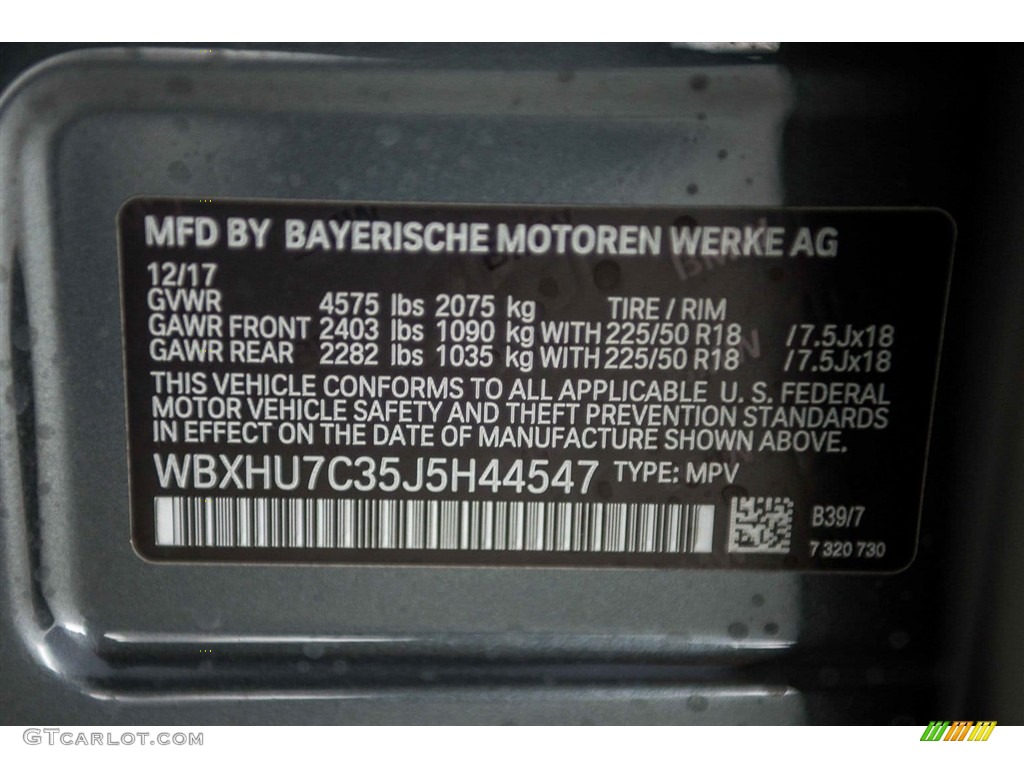 MFD BY BAYERISCHE MOTOREN WERKE AG
12/17
GVWR 4575 lbs 2075 kg TIRE / RIM
GAWR FRONT 2403 lbs 1090 kg WITH 225/50 R18 /7.5Jx18
GAWR REAR 2282 lbs 1035 kg WITH 225/50 R18 /7.5Jx18
THIS VEHICLE CONFORMS TO ALL APPLICABLE U. S. FEDERAL
MOTOR VEHICLE SAFETY AND THEFT PREVENTION STANDARDS
IN EFFECT ON THE DATE OF MANUFACTURE SHOWN ABOVE.
WBXHU7C35J5H44547 TYPE: MPV
B39/7
7 320 730
GTCARLOT.COM